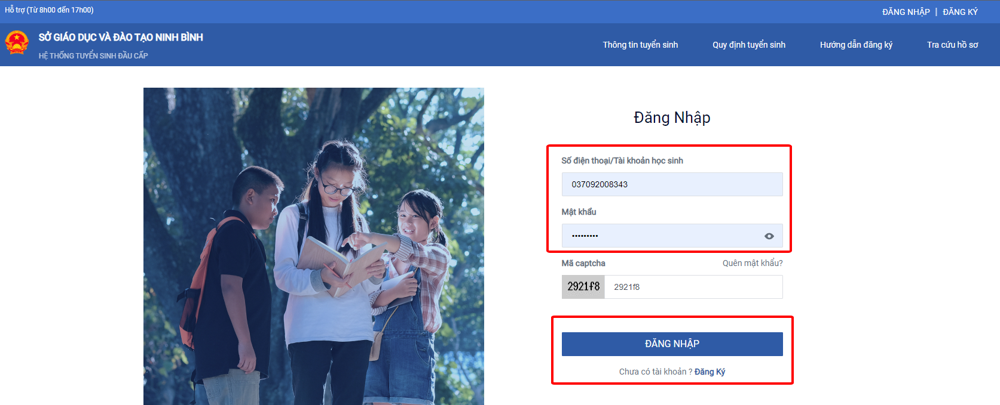 Hỗ trợ (Từ 8h00 đến 17h00)
ĐĂNG NHẬP | ĐĂNG KÝ
SỞ GIÁO DỤC VÀ ĐÀO TẠO NINH BÌNH
HỆ THỐNG TUYỂN SINH ĐẦU CẤP
Thông tin tuyển sinh
Quy định tuyển sinh
Hướng dẫn đăng ký
Tra cứu hồ sơ
Đăng Nhập
Số điện thoại/Tài khoản học sinh
037092008343
Mật khẩu
•••••••••
Mã captcha
Quên mật khẩu?
2921f8
2921f8
ĐĂNG NHẬP
Chưa có tài khoản ? Đăng Ký